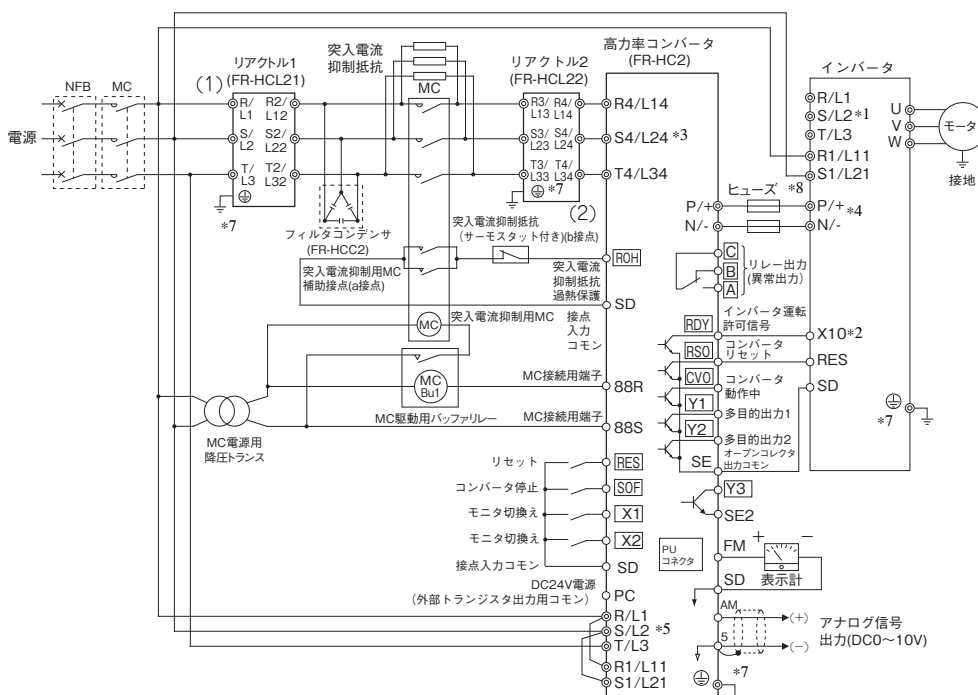 NFB
MC
電源
(1)
リアクトル1
(FR-HCL21)
R/
L1
R2/
L12
S/
L2
S2/
L22
T/
L3
T2/
L32
*7
突入電流
抑制抵抗
MC
フィルタコンデンサ
(FR-HCC2)
リアクトル2
(FR-HCL22)
R3/
L13
R4/
L14
S3/
L23
S4/
L24
T3/
L33
T4/
L34
*7
(2)
突入電流抑制抵抗
(サーモスタット付き)(b接点)
突入電流抑制用MC
補助接点(a接点)
突入電流
抑制抵抗
過熱保護
MC
突入電流抑制用MC
接点
入力
コモン
MC
Bu1
MC駆動用バッファリレー
MC接続用端子
MC接続用端子
MC電源用
降圧トランス
リセット
コンバータ停止
モニタ切換え
モニタ切換え
接点入力コモン
DC24V電源
(外部トランジスタ出力用コモン)
高力率コンバータ
(FR-HC2)
R4/L14
S4/L24 *3
T4/L34
ROH
SD
88R
88S
RES
SOF
X1
X2
SD
PC
R/L1
S/L2 *5
T/L3
R1/L11
S1/L21
P/+
N/-
ヒューズ
C
B
A
リレー出力
(異常出力)
RDY
インバータ運転
許可信号
RSO
コンバータ
リセット
CVO
コンバータ
動作中
Y1
多目的出力1
Y2
多目的出力2
SE
オープンコレクタ
出力コモン
Y3
SE2
PU
コネクタ
FM
+
−
表示計
SD
AM
(+)
5
(−)
アナログ信号
出力(DC0〜10V)
*7
インバータ
R/L1
S/L2 *1
T/L3
R1/L11
S1/L21
*8
P/+
*4
N/-
X10*2
RES
SD
*7
U
V
W
モータ
接地